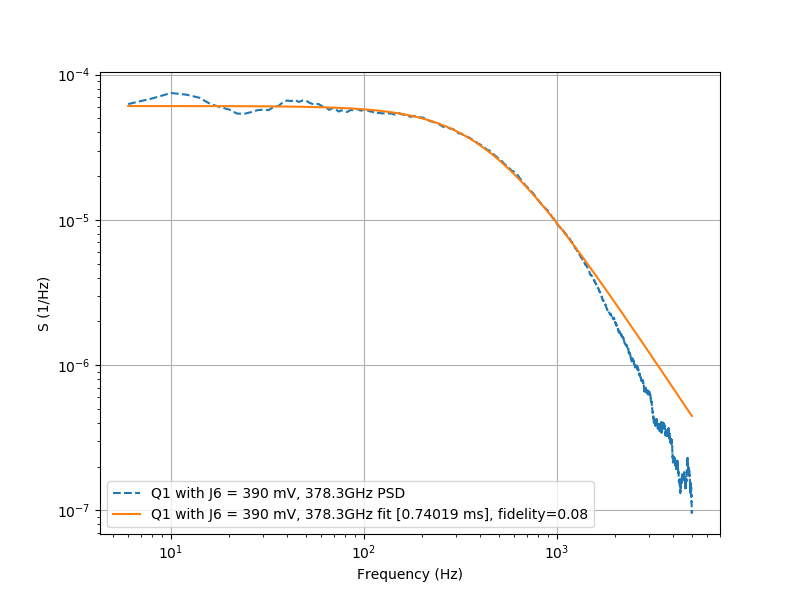 10⁻⁴
10⁻⁵
10⁻⁶
10⁻⁷
S (1/Hz)
Q1 with J6 = 390 mV, 378.3GHz PSD
Q1 with J6 = 390 mV, 378.3GHz fit [0.74019 ms], fidelity=0.08
10¹ 10² 10³
Frequency (Hz)